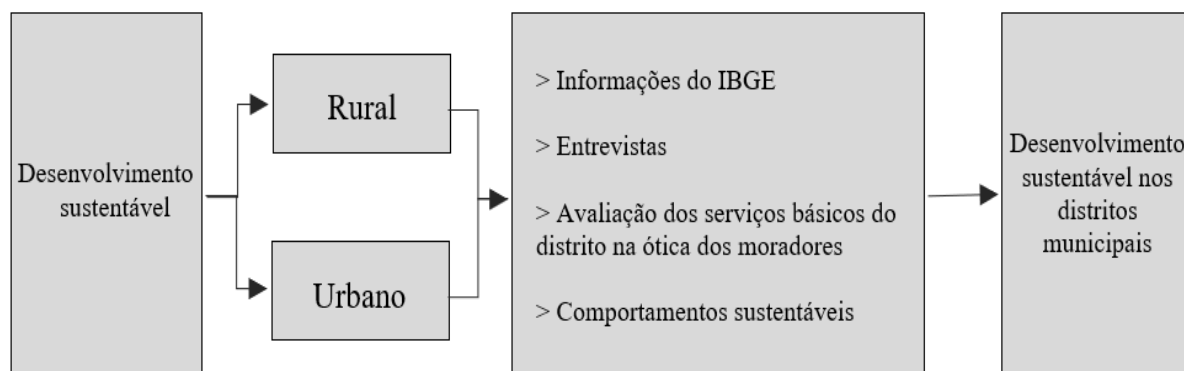 Desenvolvimento
sustentável
Rural
Urbano
> Informações do IBGE
> Entrevistas
> Avaliação dos serviços básicos do
distrito na ótica dos moradores
> Comportamentos sustentáveis
Desenvolvimento
sustentável nos
distritos
municipais